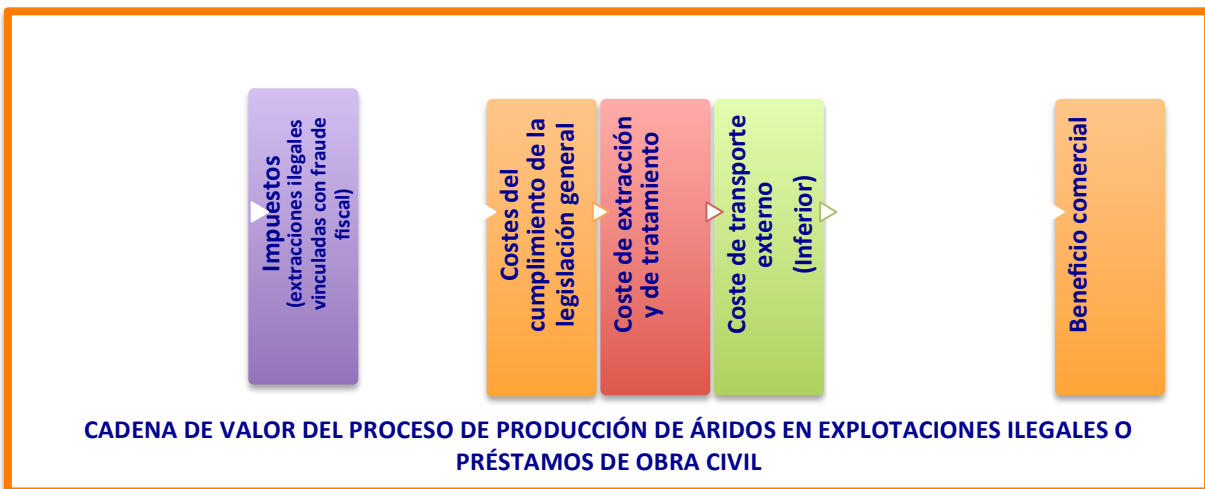 Impuestos
(extracciones ilegales
vinculadas con fraude
fiscal)
Costes del
cumplimiento de la
legislación general
Coste de extracción
y de tratamiento
Coste de transporte
externo
(Inferior)
Beneficio comercial
CADENA DE VALOR DEL PROCESO DE PRODUCCIÓN DE ÁRIDOS EN EXPLOTACIONES ILEGALES O
PRÉSTAMOS DE OBRA CIVIL